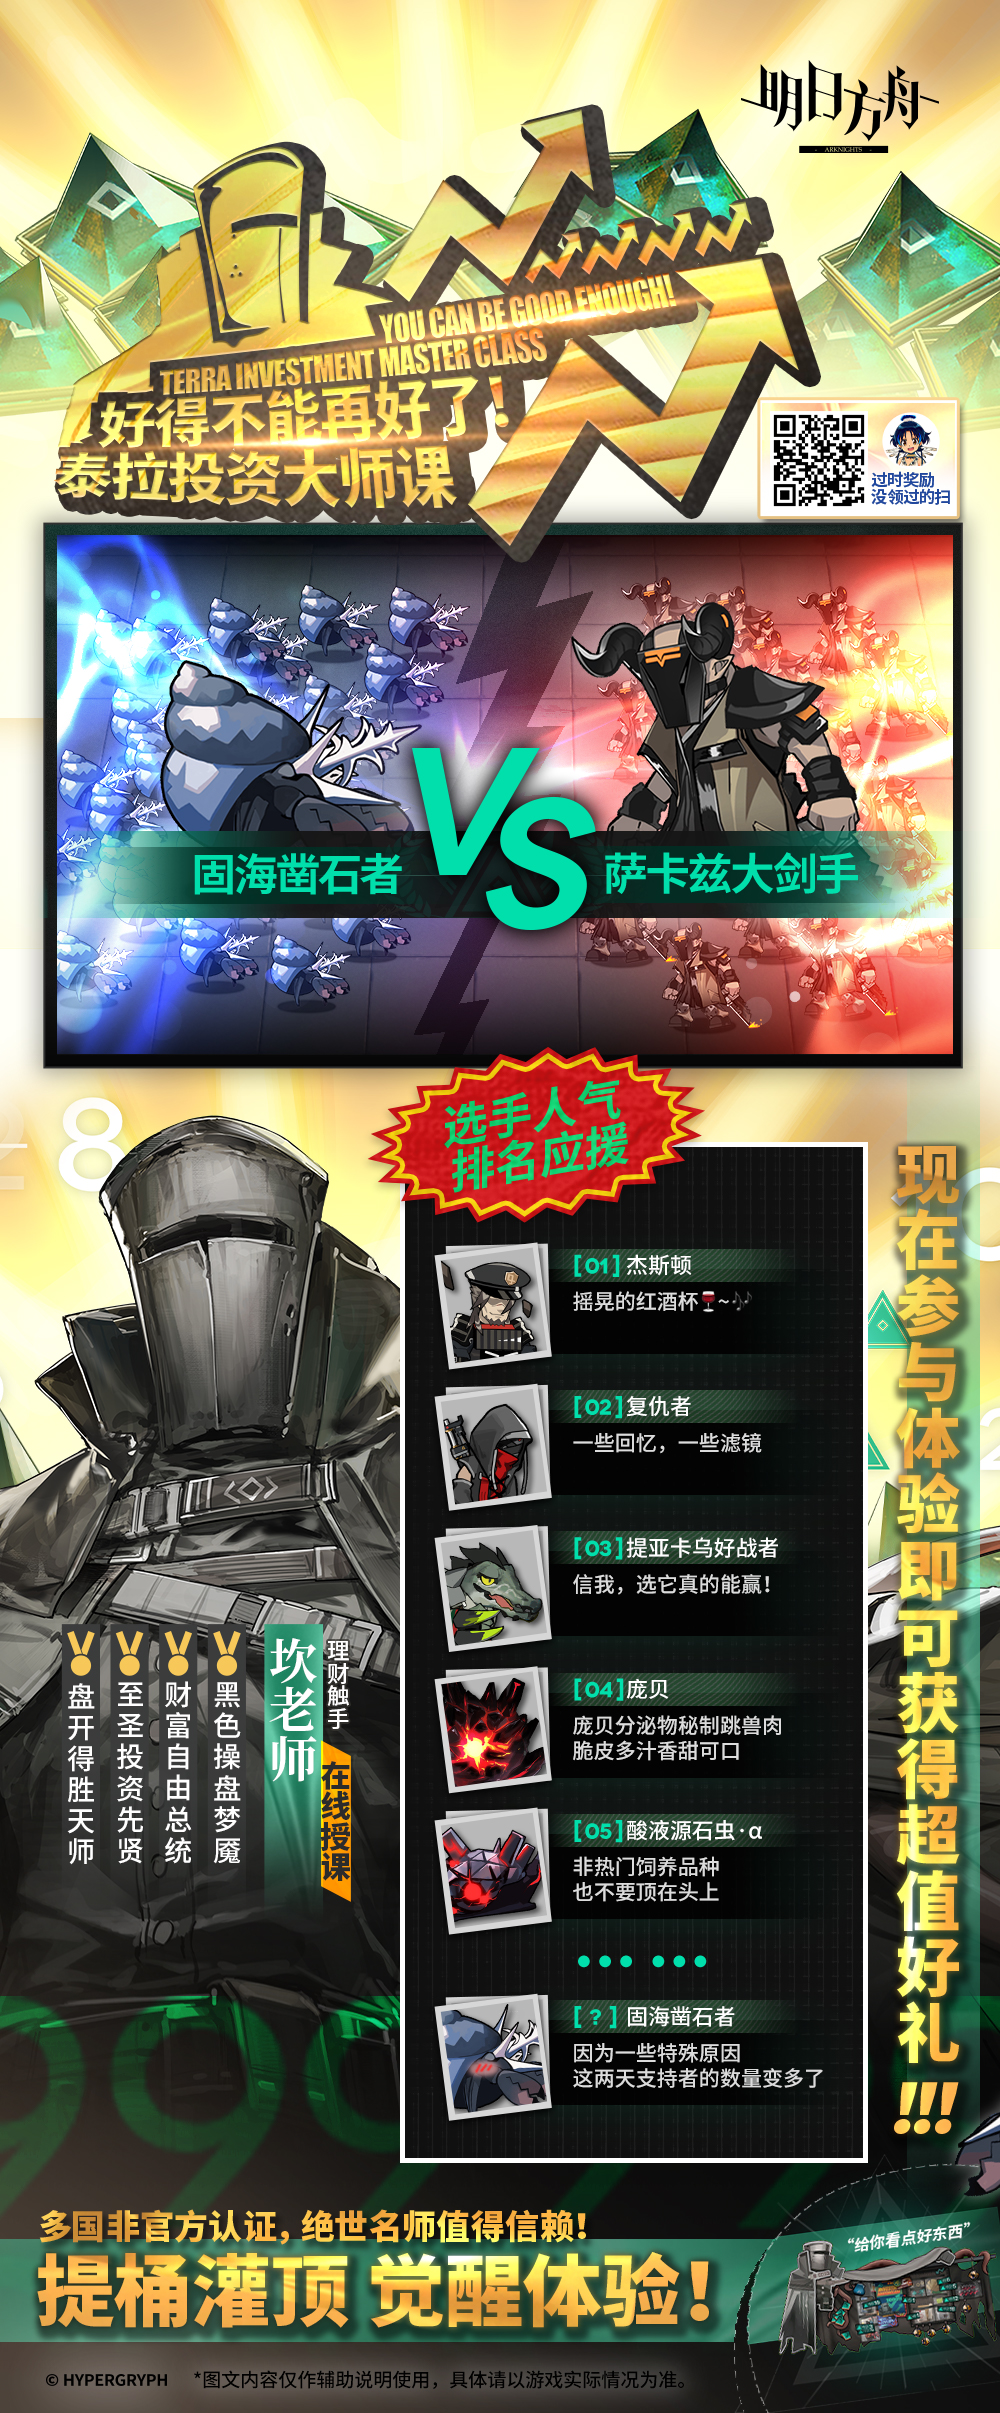 明日方舟
ARKNIGHTS
YOU CAN BE GOOD ENOUGH!
TERRA INVESTMENT MASTER CLASS
好得不能再好了！
泰拉投资大师课
过时奖励
没领过的扫
固海凿石者
VS
萨卡兹大剑手
选手人气
排名应援
[01]杰斯顿
摇晃的红酒杯🍷~🎶
[02]复仇者
一些回忆，一些滤镜
[03]提亚卡乌好战者
信我，选它真的能赢！
[04]庞贝
庞贝分泌物秘制跳兽肉
脆皮多汁香甜可口
[05]酸液源石虫·α
非热门饲养品种
也不要顶在头上
•••　•••
[ ? ] 固海凿石者
因为一些特殊原因
这两天支持者的数量变多了
现在参与体验即可获得超值好礼!!!
理财触手
坎老师
在线授课
黑色操盘梦魇
财富自由总统
至圣投资先贤
盘开得胜天师
28
999
多国非官方认证，绝世名师值得信赖！
提桶灌顶 觉醒体验！
“给你看点好东西”
© HYPERGRYPH
*图文内容仅作辅助说明使用，具体请以游戏实际情况为准。